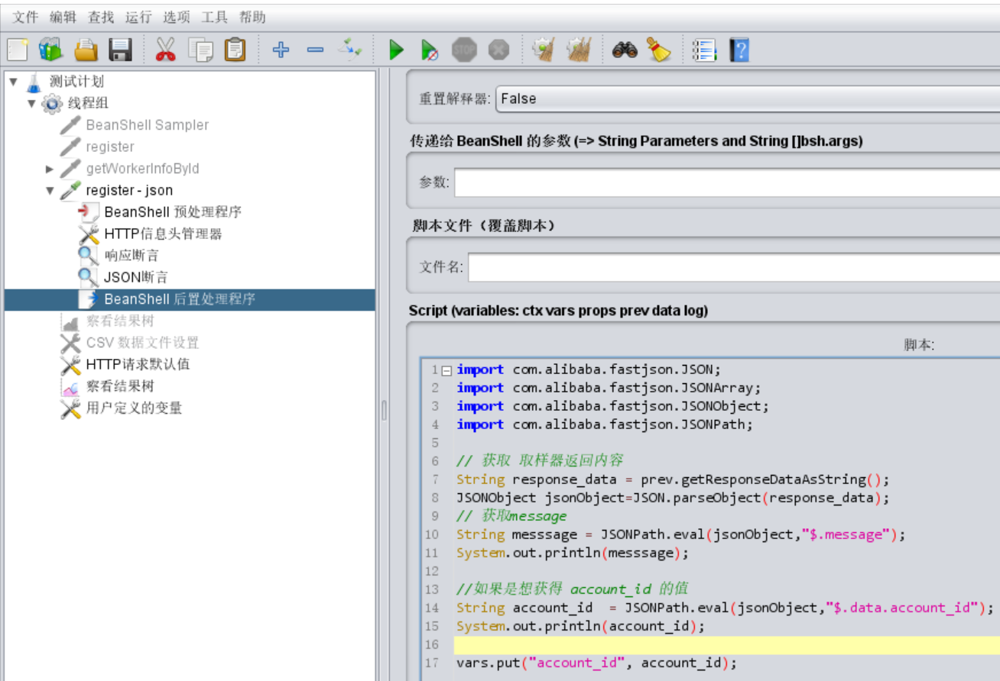 文件 编辑 查找 运行 选项 工具 帮助
STOP
测试计划
线程组
BeanShell Sampler
register
getWorkerInfoById
register - json
BeanShell 预处理程序
HTTP信息头管理器
响应断言
JSON断言
BeanShell 后置处理程序
察看结果树
CSV 数据文件设置
HTTP请求默认值
察看结果树
用户定义的变量
重置解释器: False
传递给 BeanShell 的参数 (=> String Parameters and String []bsh.args)
参数:
脚本文件（覆盖脚本）
文件名:
Script (variables: ctx vars props prev data log)
脚本:
1 import com.alibaba.fastjson.JSON;
2 import com.alibaba.fastjson.JSONArray;
3 import com.alibaba.fastjson.JSONObject;
4 import com.alibaba.fastjson.JSONPath;
5
6 // 获取 取样器返回内容
7 String response_data = prev.getResponseDataAsString();
8 JSONObject jsonObject=JSON.parseObject(response_data);
9 // 获取message
10 String messsage = JSONPath.eval(jsonObject,"$.message");
11 System.out.println(messsage);
12
13 //如果是想获得 account_id 的值
14 String account_id  = JSONPath.eval(jsonObject,"$.data.account_id");
15 System.out.println(account_id);
16
17 vars.put("account_id", account_id);